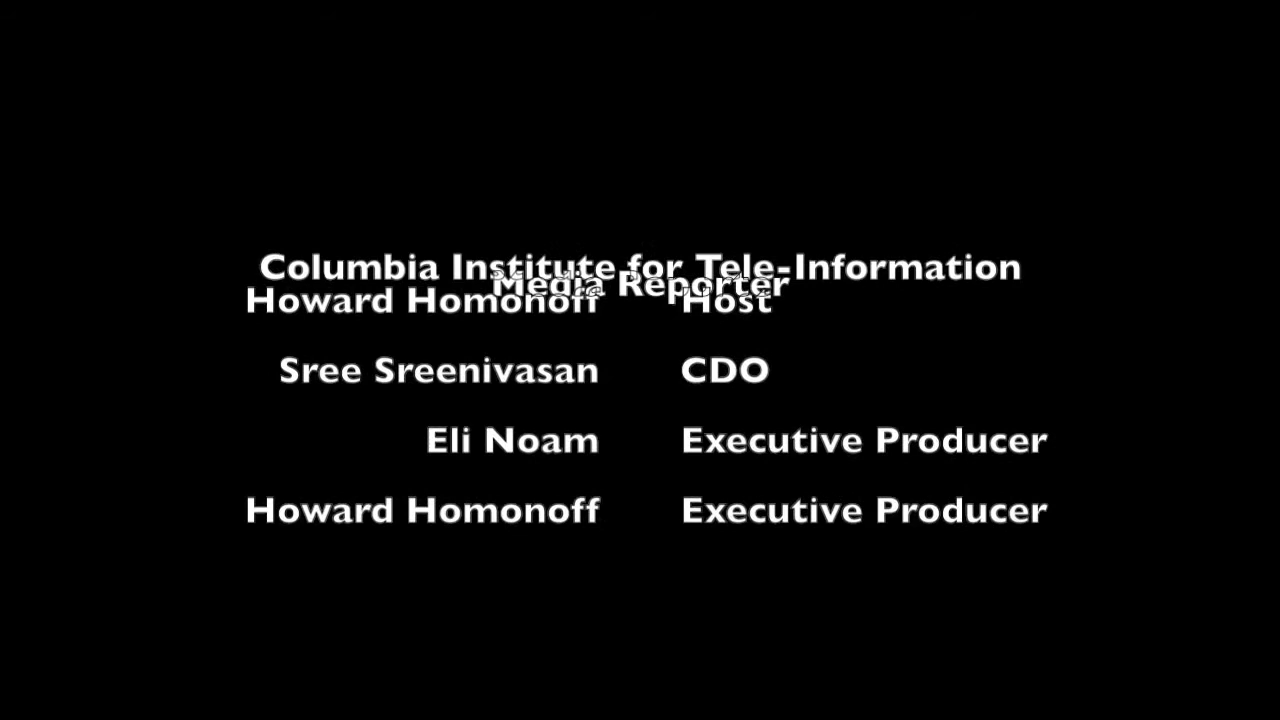 Columbia Institute for Tele-Information
Media Reporter
Howard Homonoff Host
Sree Sreenivasan CDO
Eli Noam Executive Producer
Howard Homonoff Executive Producer